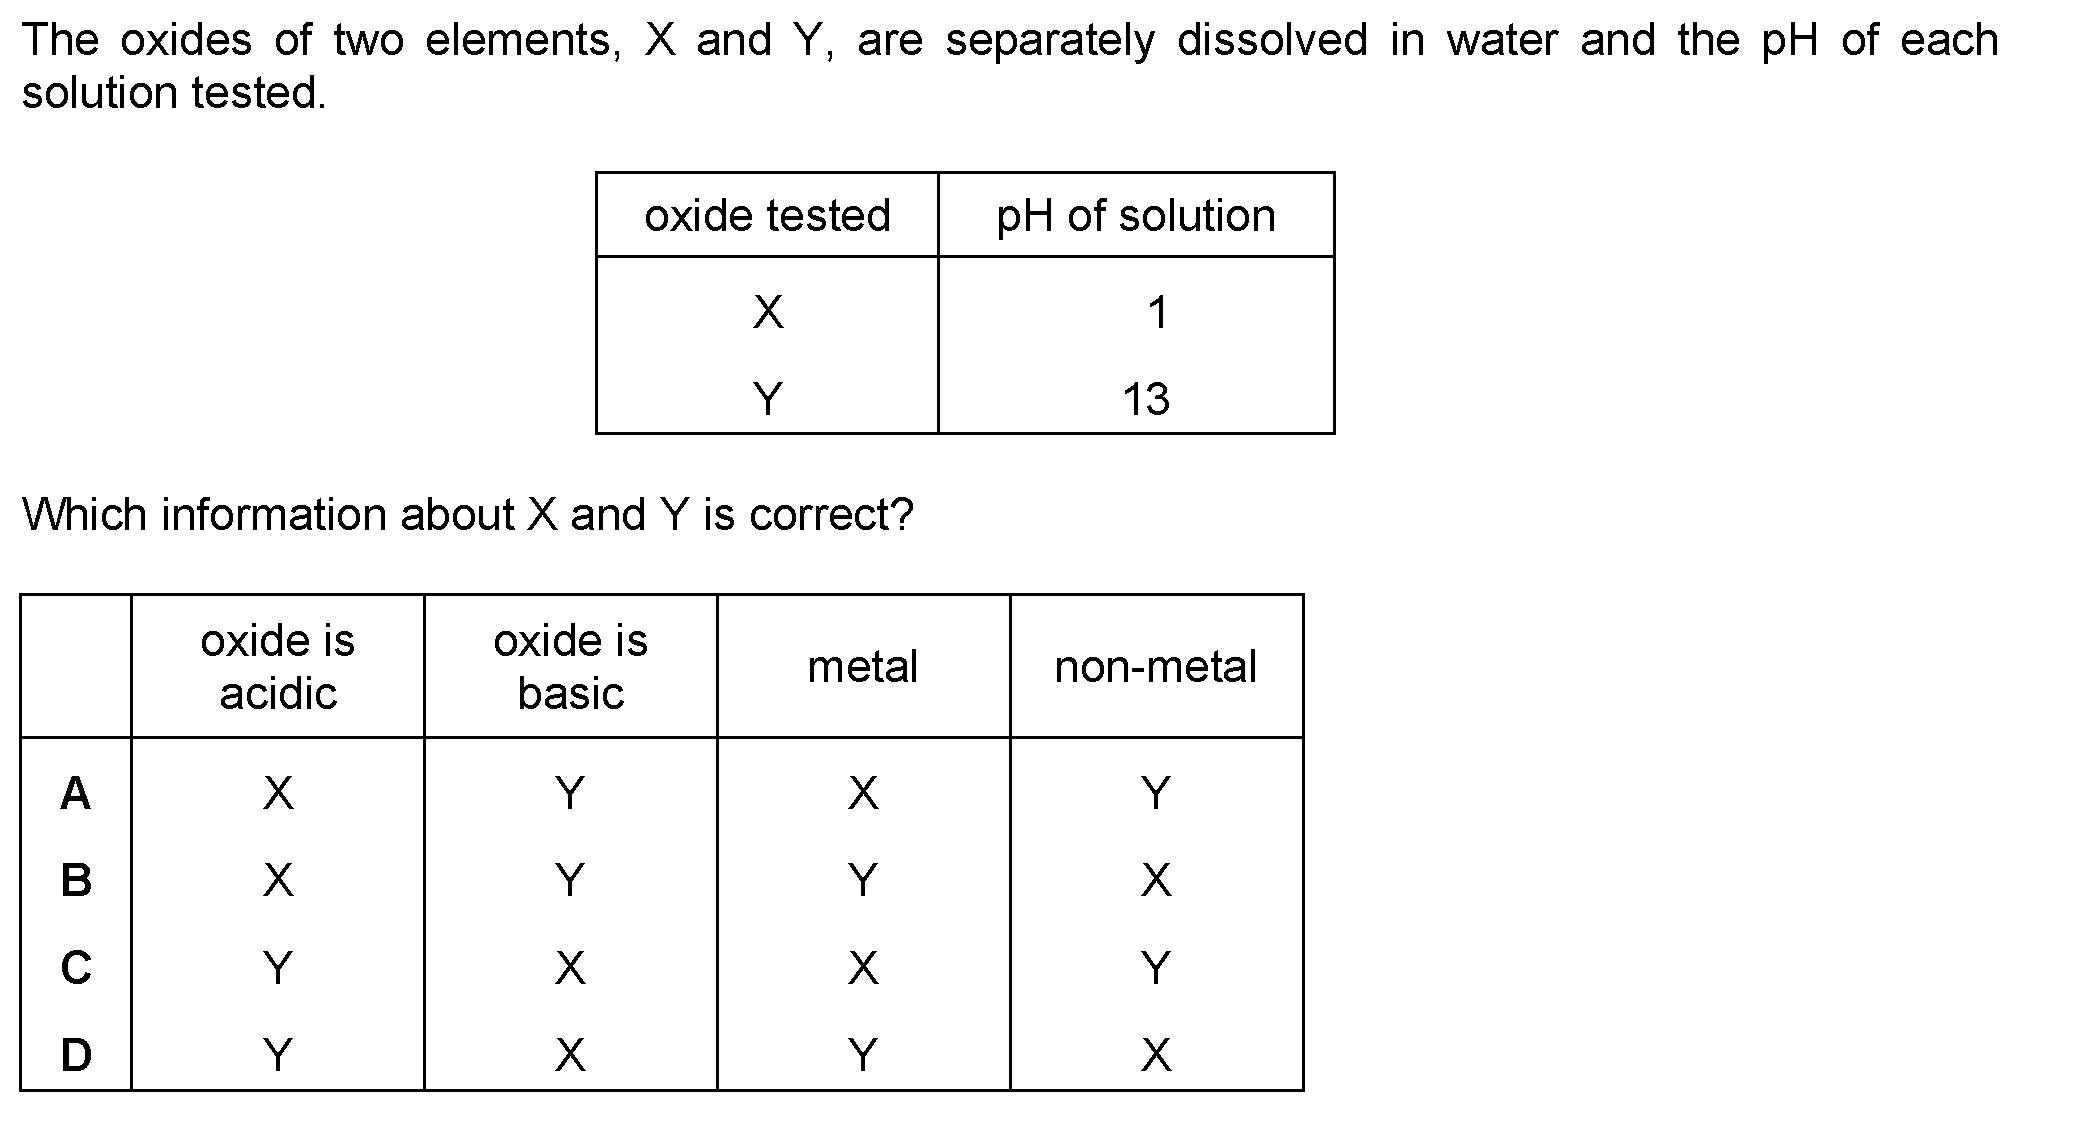 The oxides of two elements, X and Y, are separately dissolved in water and the pH of each
solution tested.
oxide tested pH of solution
X 1
Y 13
Which information about X and Y is correct?
oxide is acidic oxide is basic metal non-metal
A X Y X Y
B X Y Y X
C Y X X Y
D Y X Y X